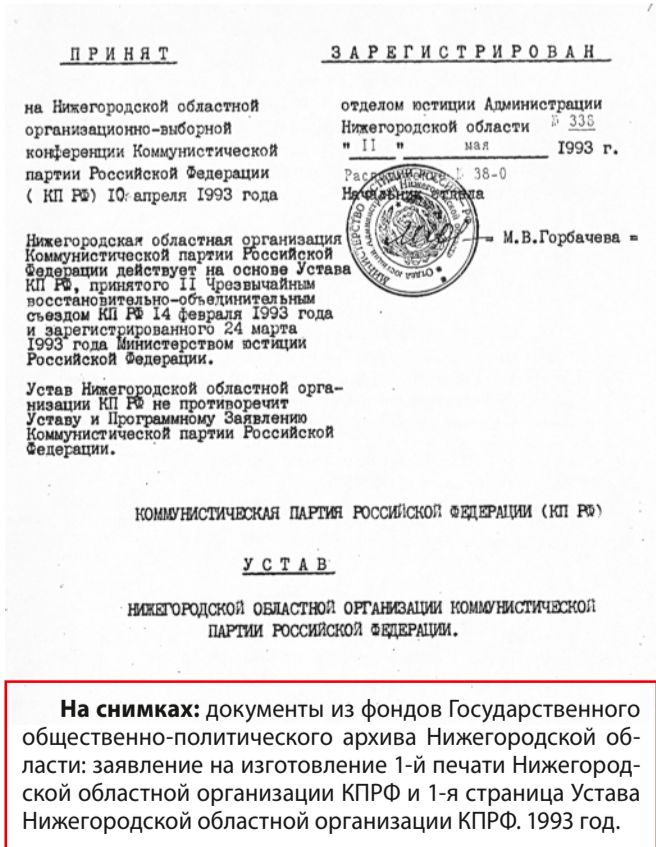 ПРИНЯТ
на Нижегородской областной
организационно-выборной
конференции Коммунистической
партии Российской Федерации
( КП РФ) 10 апреля 1993 года
ЗАРЕГИСТРИРОВАН
отделом юстиции Администрации
Нижегородской области № 338
" II " мая 1993 г.
№ 38-0
Начальник отдела
= М.В.Горбачева =
Нижегородская областная организация
Коммунистической партии Российской
Федерации действует на основе Устава
КП РФ, принятого II Чрезвычайным
восстановительно-объединительным
съездом КП РФ 14 февраля 1993 года
и зарегистрированного 24 марта
1993 года Министерством юстиции
Российской Федерации.
Устав Нижегородской областной орга-
низации КП РФ не противоречит
Уставу и Программному Заявлению
Коммунистической партии Российской
Федерации.
КОММУНИСТИЧЕСКАЯ ПАРТИЯ РОССИЙСКОЙ ФЕДЕРАЦИИ (КП РФ)
УСТАВ
НИЖЕГОРОДСКОЙ ОБЛАСТНОЙ ОРГАНИЗАЦИИ КОММУНИСТИЧЕСКОЙ
ПАРТИИ РОССИЙСКОЙ ФЕДЕРАЦИИ.
На снимках: документы из фондов Государственного
общественно-политического архива Нижегородской об-
ласти: заявление на изготовление 1-й печати Нижегород-
ской областной организации КПРФ и 1-я страница Устава
Нижегородской областной организации КПРФ. 1993 год.